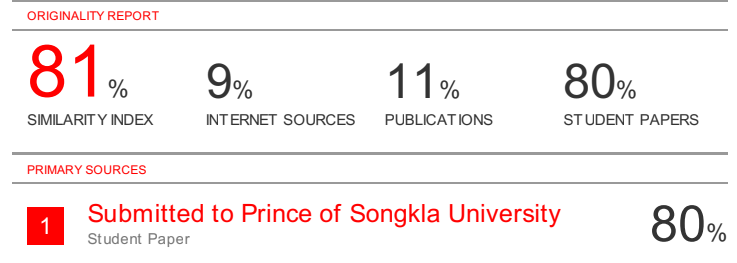 ORIGINALITY REPORT
81% 9% 11% 80%
SIMILARITY INDEX INTERNET SOURCES PUBLICATIONS STUDENT PAPERS
PRIMARY SOURCES
1 Submitted to Prince of Songkla University 80%
Student Paper